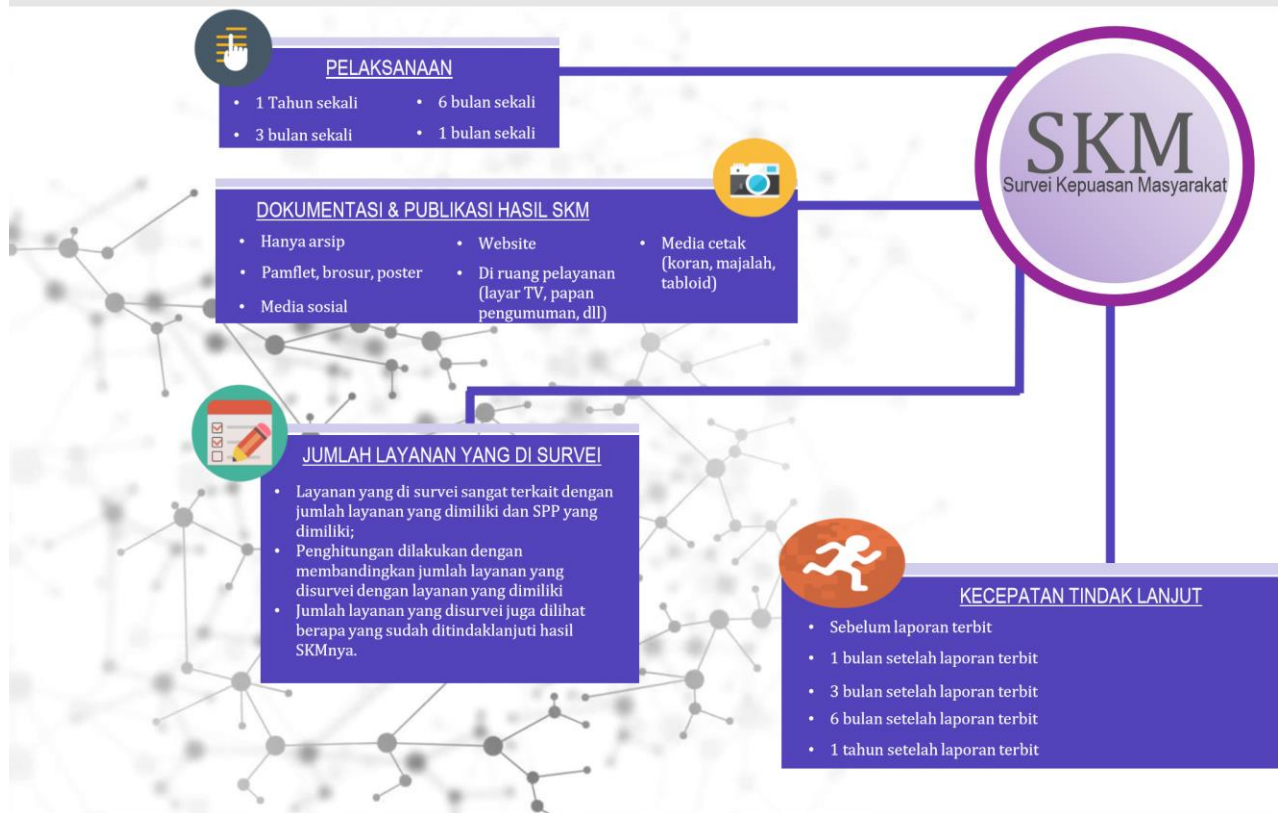 PELAKSANAAN
• 1 Tahun sekali
• 3 bulan sekali
• 6 bulan sekali
• 1 bulan sekali
SKM
Survei Kepuasan Masyarakat
DOKUMENTASI & PUBLIKASI HASIL SKM
• Hanya arsip
• Pamflet, brosur, poster
• Media sosial
• Website
• Di ruang pelayanan
(layar TV, papan
pengumuman, dll)
• Media cetak
(koran, majalah,
tabloid)
JUMLAH LAYANAN YANG DI SURVEI
• Layanan yang di survei sangat terkait dengan
jumlah layanan yang dimiliki dan SPP yang
dimiliki;
• Penghitungan dilakukan dengan
membandingkan jumlah layanan yang
disurvei dengan layanan yang dimiliki
• Jumlah layanan yang disurvei juga dilihat
berapa yang sudah ditindaklanjuti hasil
SKMnya.
KECEPATAN TINDAK LANJUT
• Sebelum laporan terbit
• 1 bulan setelah laporan terbit
• 3 bulan setelah laporan terbit
• 6 bulan setelah laporan terbit
• 1 tahun setelah laporan terbit